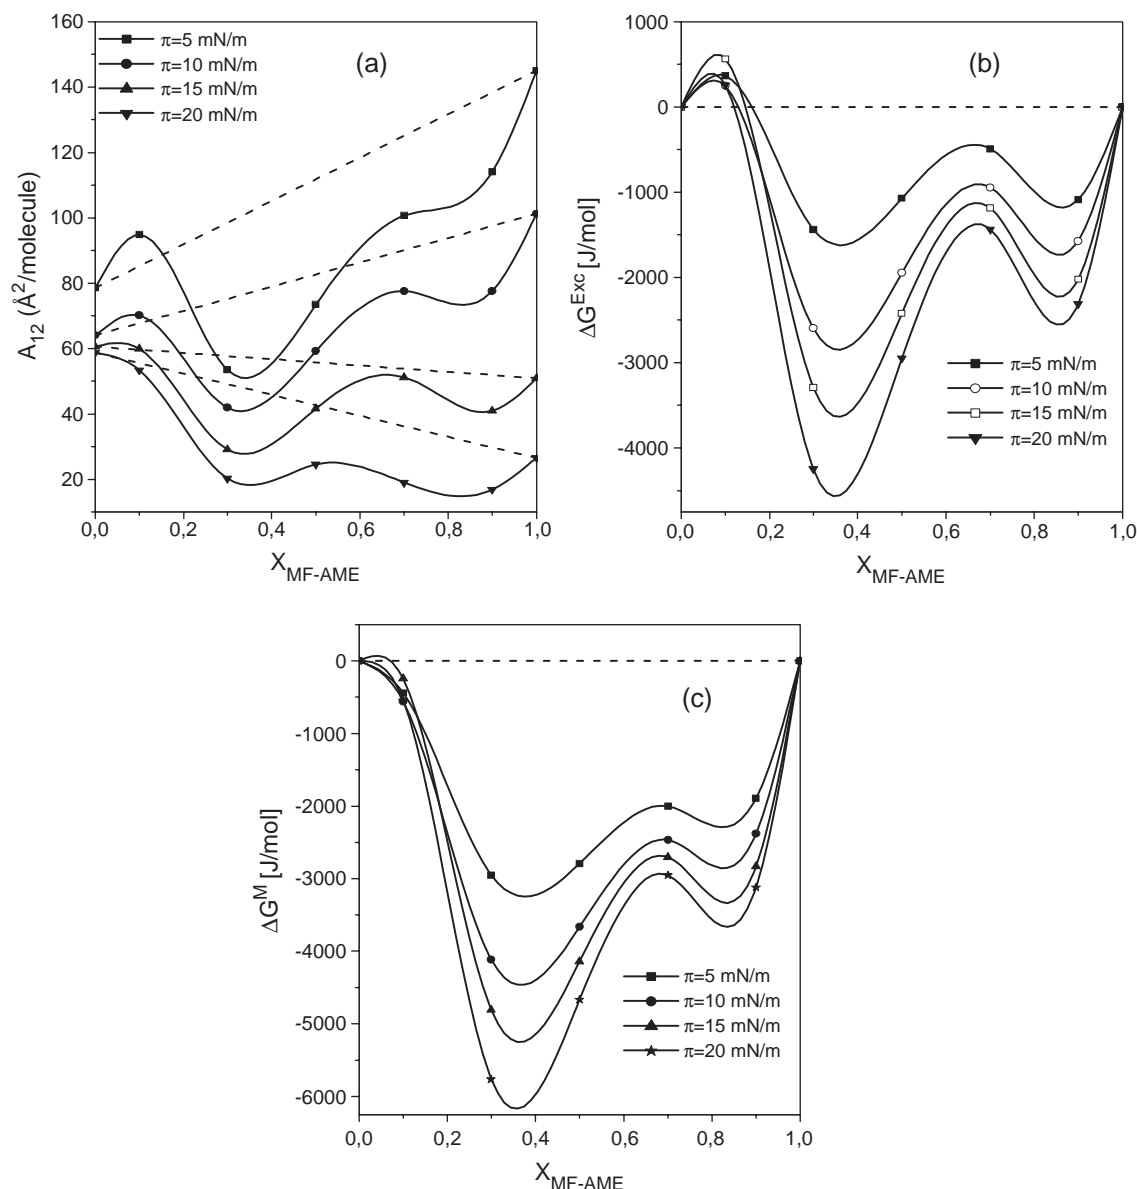 160
140
120
100
80
60
40
20
A12 (Å2/molecule)
π=5 mN/m
π=10 mN/m
π=15 mN/m
π=20 mN/m
(a)
0,0 0,2 0,4 0,6 0,8 1,0
XMF-AME
1000
0
-1000
-2000
-3000
-4000
ΔGExc [J/mol]
(b)
π=5 mN/m
π=10 mN/m
π=15 mN/m
π=20 mN/m
0,0 0,2 0,4 0,6 0,8 1,0
XMF-AME
0
-1000
-2000
-3000
-4000
-5000
-6000
ΔGM [J/mol]
(c)
π=5 mN/m
π=10 mN/m
π=15 mN/m
π=20 mN/m
0,0 0,2 0,4 0,6 0,8 1,0
XMF-AME